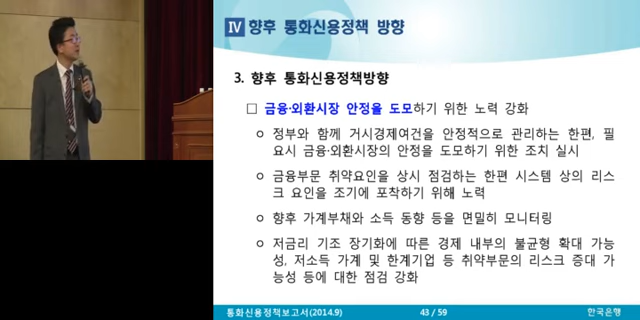 Ⅳ 향후 통화신용정책 방향
3. 향후 통화신용정책방향
□ 금융·외환시장 안정을 도모하기 위한 노력 강화
○ 정부와 함께 거시경제여건을 안정적으로 관리하는 한편, 필
요시 금융·외환시장의 안정을 도모하기 위한 조치 실시
○ 금융부문 취약요인을 상시 점검하는 한편 시스템 상의 리스
크 요인을 조기에 포착하기 위해 노력
○ 향후 가계부채와 소득 동향 등을 면밀히 모니터링
○ 저금리 기조 장기화에 따른 경제 내부의 불균형 확대 가능
성, 저소득 가계 및 한계기업 등 취약부문의 리스크 증대 가
능성 등에 대한 점검 강화
통화신용정책보고서(2014.9) 43 / 59 한국은행